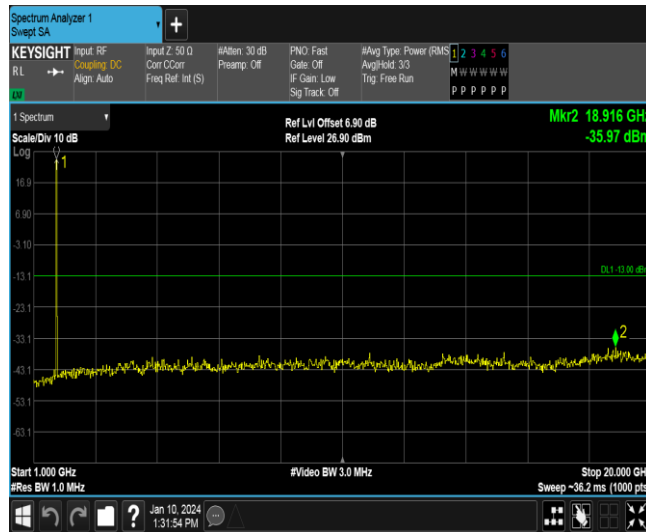 Spectrum Analyzer 1
Swept SA
KEYSIGHT
RL
LXI
Input: RF
Coupling: DC
Align: Auto
Input Z: 50 Ω
Corr CCorr
Freq Ref: Int (S)
#Atten: 30 dB
Preamp: Off
PNO: Fast
Gate: Off
IF Gain: Low
Sig Track: Off
#Avg Type: Power (RMS
Avg|Hold: 3/3
Trig: Free Run
1 2 3 4 5 6
M W W W W W
P P P P P P
1 Spectrum
Scale/Div 10 dB
Log
Ref Lvl Offset 6.90 dB
Ref Level 26.90 dBm
Mkr2 18.916 GHz
-35.97 dBm
1
16.9
6.90
-3.10
-13.1
DL1 -13.00 dBm
-23.1
-33.1
2
-43.1
-53.1
-63.1
Start 1.000 GHz
#Res BW 1.0 MHz
#Video BW 3.0 MHz
Stop 20.000 GHz
Sweep ~36.2 ms (1000 pts)
?
Jan 10, 2024
1:31:54 PM